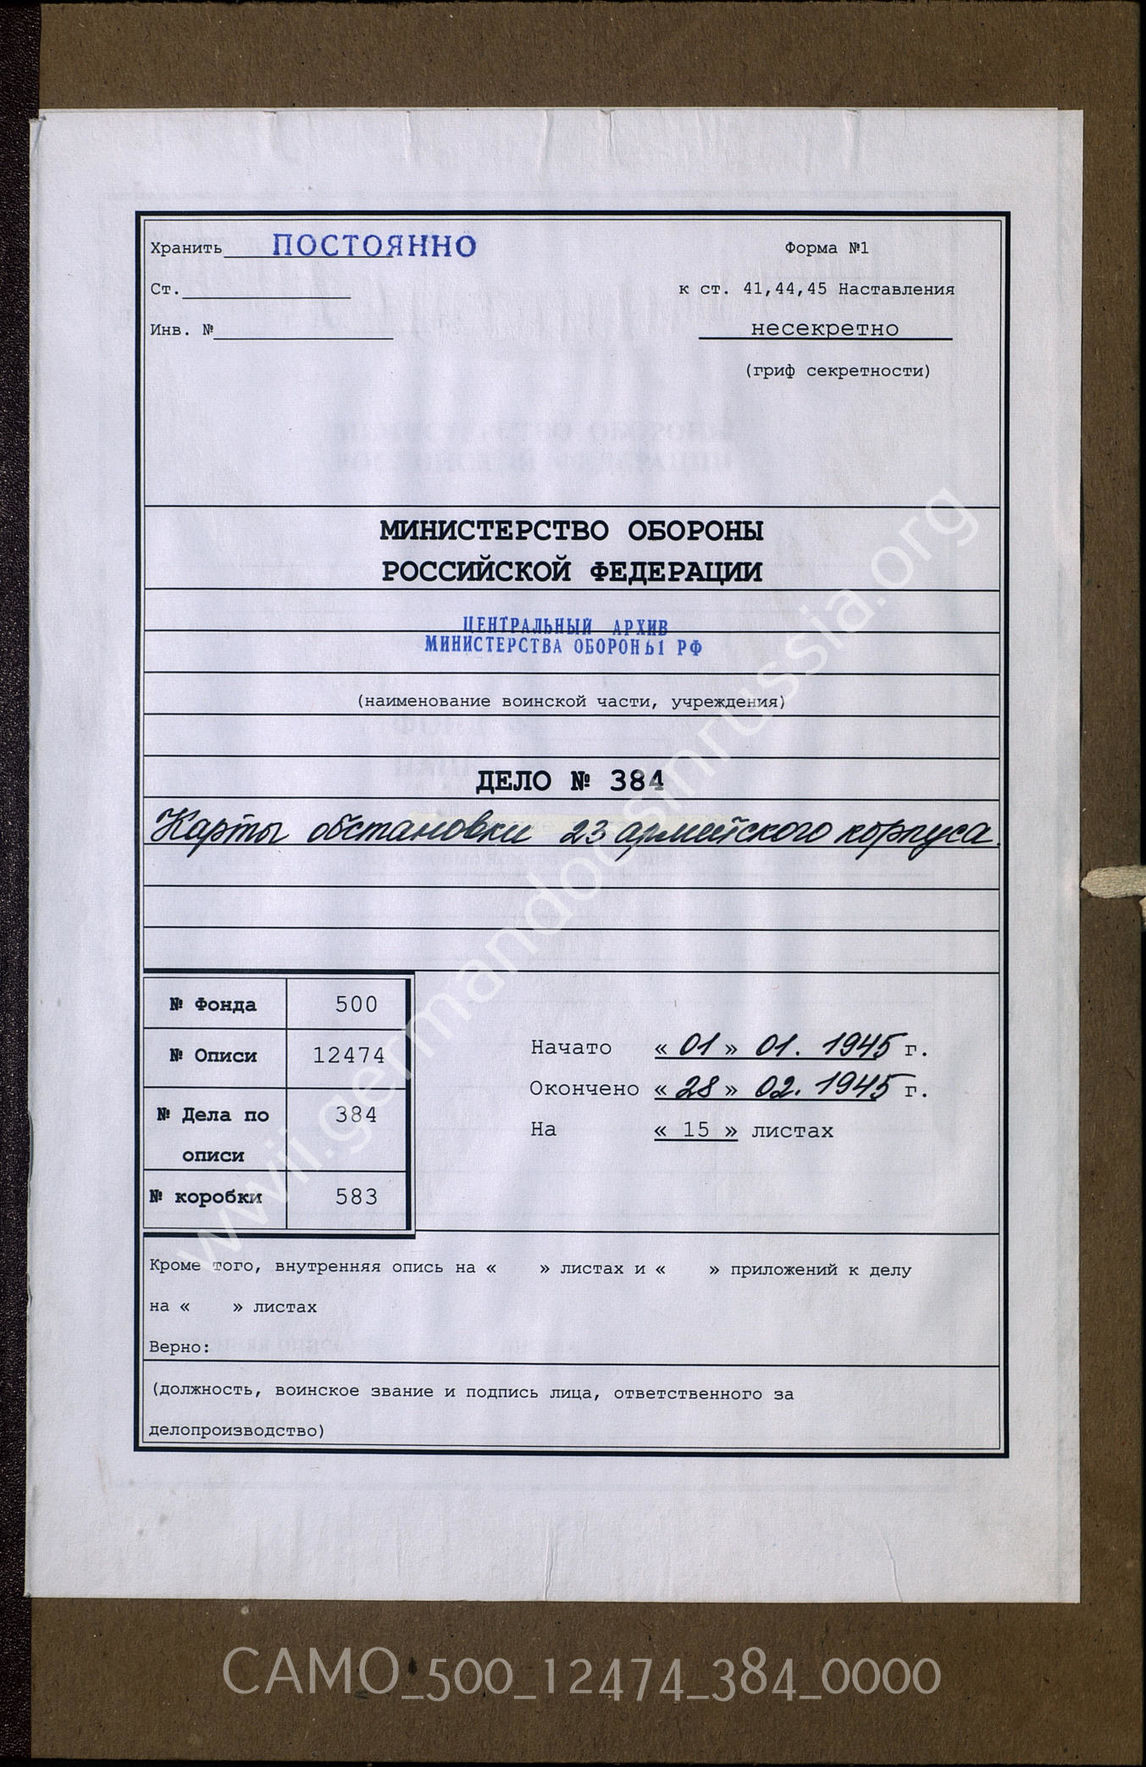 Хранить ПОСТОЯННО
Форма №1
Ст.
к ст. 41,44,45 Наставления
Инв. №
несекретно
(гриф секретности)
МИНИСТЕРСТВО ОБОРОНЫ
РОССИЙСКОЙ ФЕДЕРАЦИИ
ЦЕНТРАЛЬНЫЙ АРХИВ
МИНИСТЕРСТВА ОБОРОНЫ РФ
(наименование воинской части, учреждения)
ДЕЛО № 384
Карты обстановки 23 армейского корпуса.
№ Фонда 500
№ Описи 12474
№ Дела по описи 384
№ коробки 583
Начато « 01 » 01. 1945 г.
Окончено « 28 » 02. 1945 г.
На « 15 » листах
Кроме того, внутренняя опись на « » листах и « » приложений к делу
на « » листах
Верно:
(должность, воинское звание и подпись лица, ответственного за
делопроизводство)
www.germandocsinrussia.org
CAMO_500_12474_384_0000